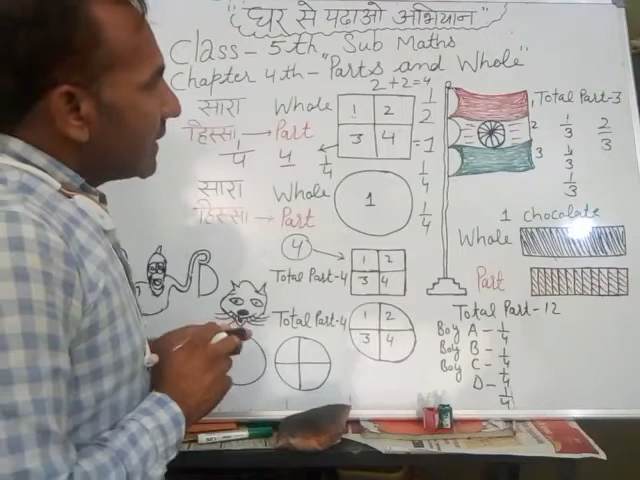 "घर से पढाओ अभियान"
Class - 5th Sub Maths
Chapter 4th - "Parts and Whole"
2+2=4
सारा Whole
हिस्सा → Part
1/4 4 1/4
1 2
3 4
1/2
= 1
1/4
1/4
सारा Whole
हिस्सा → Part
1
4
Total Part-4
1 2
3 4
Total Part-4
1 2
3 4
Total Part-3
2
3
1/3 2/3
1/3
1/3
1 chocolate
Whole
Part
Total Part-12
Boy A - 1/4
Boy B - 1/4
Boy C - 1/4
D - 1/4